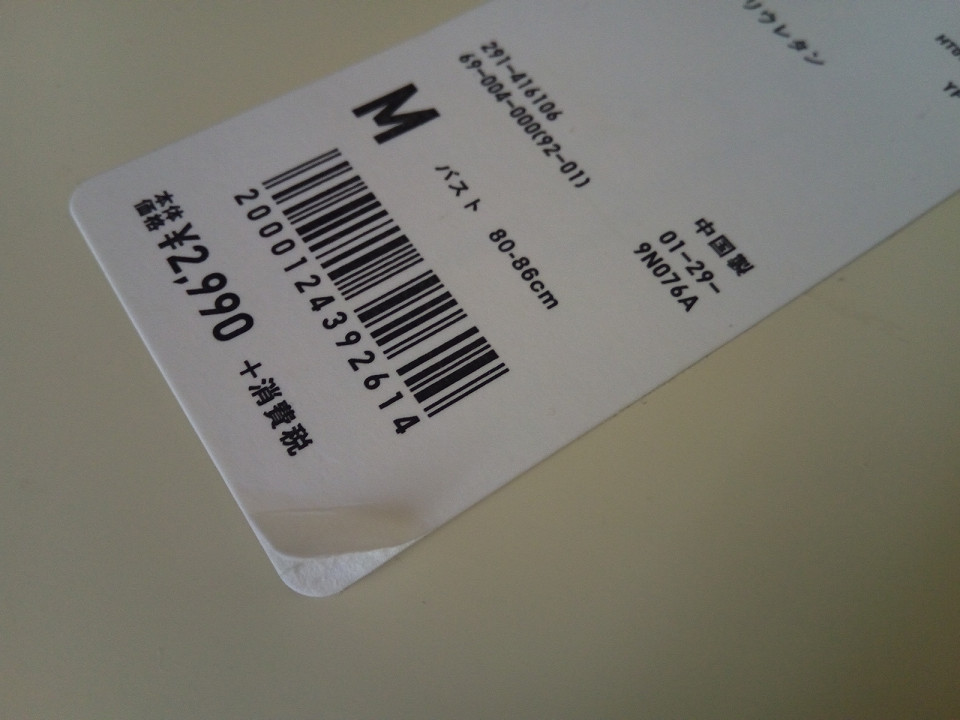 リウレタン
291-416106
69-004-000(92-01)
M
バスト 80-86cm
中国製
01-29-
9N076A
2000124392614
本体
価格 ¥2,990 +消費税